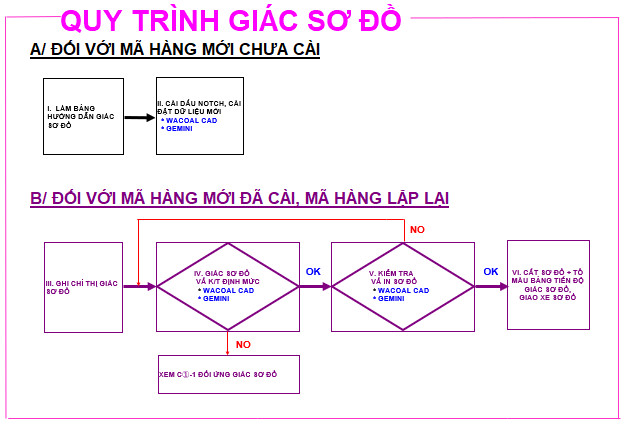 QUY TRÌNH GIÁC SƠ ĐỒ
A/ ĐỐI VỚI MÃ HÀNG MỚI CHƯA CÀI
I. LÀM BẢNG
HƯỚNG DẪN GIÁC
SƠ ĐỒ
II. CÀI DẤU NOTCH, CÀI
ĐẶT DỮ LIỆU MỚI
* WACOAL CAD
* GEMINI
B/ ĐỐI VỚI MÃ HÀNG MỚI ĐÃ CÀI, MÃ HÀNG LẶP LẠI
NO
III. GHI CHỈ THỊ GIÁC
SƠ ĐỒ
IV. GIÁC SƠ ĐỒ
VÀ K/T ĐỊNH MỨC
* WACOAL CAD
* GEMINI
OK
V. KIỂM TRA
VÀ IN SƠ ĐỒ
* WACOAL CAD
* GEMINI
OK
VI. CẤT SƠ ĐỒ + TÔ
MÀU BẢNG TIẾN ĐỘ
GIÁC SƠ ĐỒ,
GIAO XE SƠ ĐỒ
NO
XEM C①-1 ĐỐI ỨNG GIÁC SƠ ĐỒ